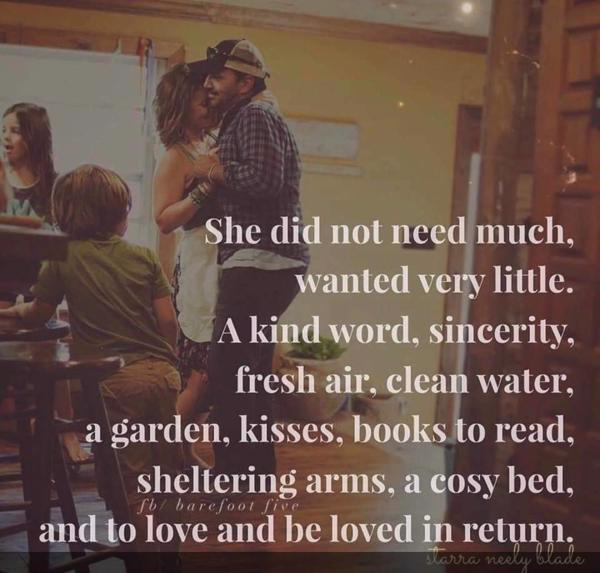 She did not need much,
wanted very little.
A kind word, sincerity,
fresh air, clean water,
a garden, kisses, books to read,
sheltering arms, a cosy bed,
fb/ barefoot five
and to love and be loved in return.
starra neely blade